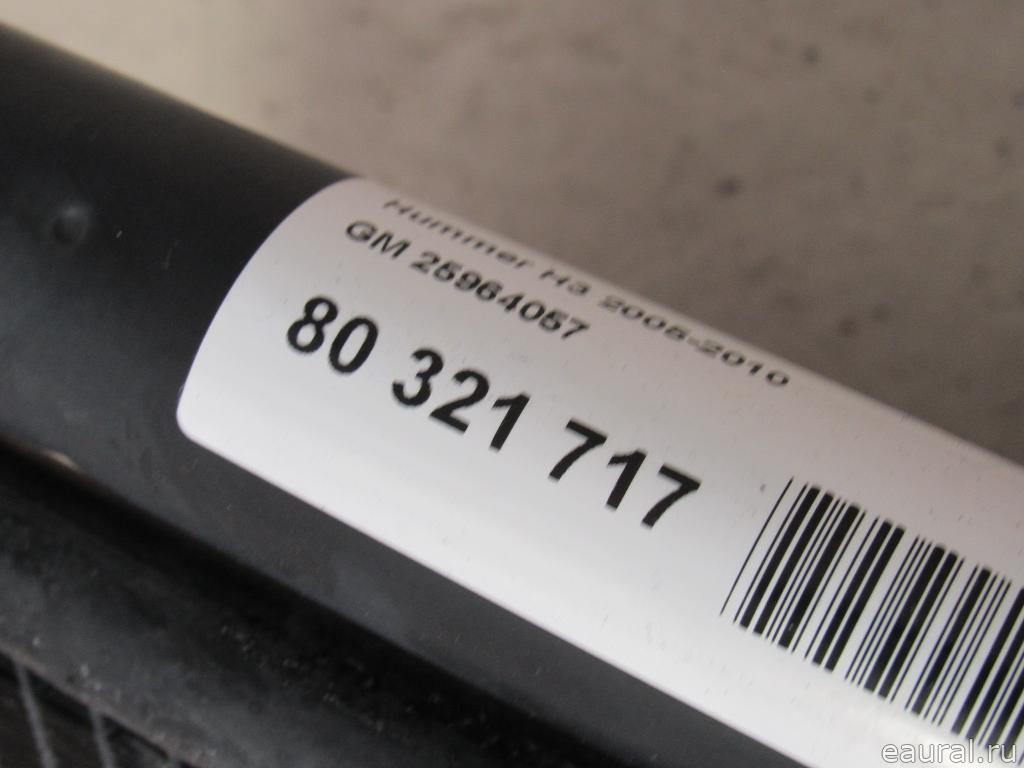 Hummer H3 2005-2010
GM 25964057
80 321 717
eaural.ru